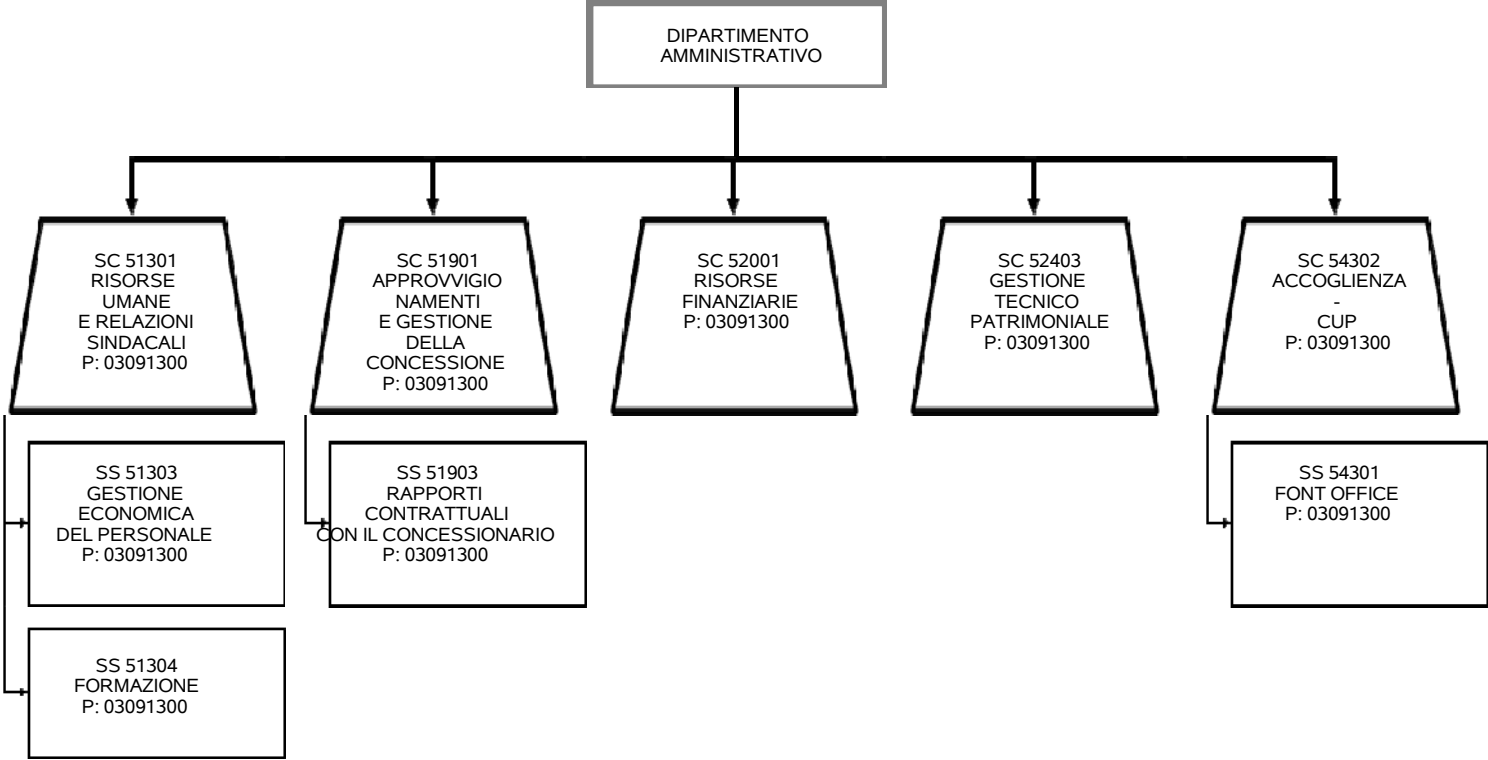 DIPARTIMENTO
AMMINISTRATIVO
SC 51301
RISORSE
UMANE
E RELAZIONI
SINDACALI
P: 03091300
SC 51901
APPROVVIGIO
NAMENTI
E GESTIONE
DELLA
CONCESSIONE
P: 03091300
SC 52001
RISORSE
FINANZIARIE
P: 03091300
SC 52403
GESTIONE
TECNICO
PATRIMONIALE
P: 03091300
SC 54302
ACCOGLIENZA
-
CUP
P: 03091300
SS 51303
GESTIONE
ECONOMICA
DEL PERSONALE
P: 03091300
SS 51903
RAPPORTI
CONTRATTUALI
CON IL CONCESSIONARIO
P: 03091300
SS 54301
FONT OFFICE
P: 03091300
SS 51304
FORMAZIONE
P: 03091300